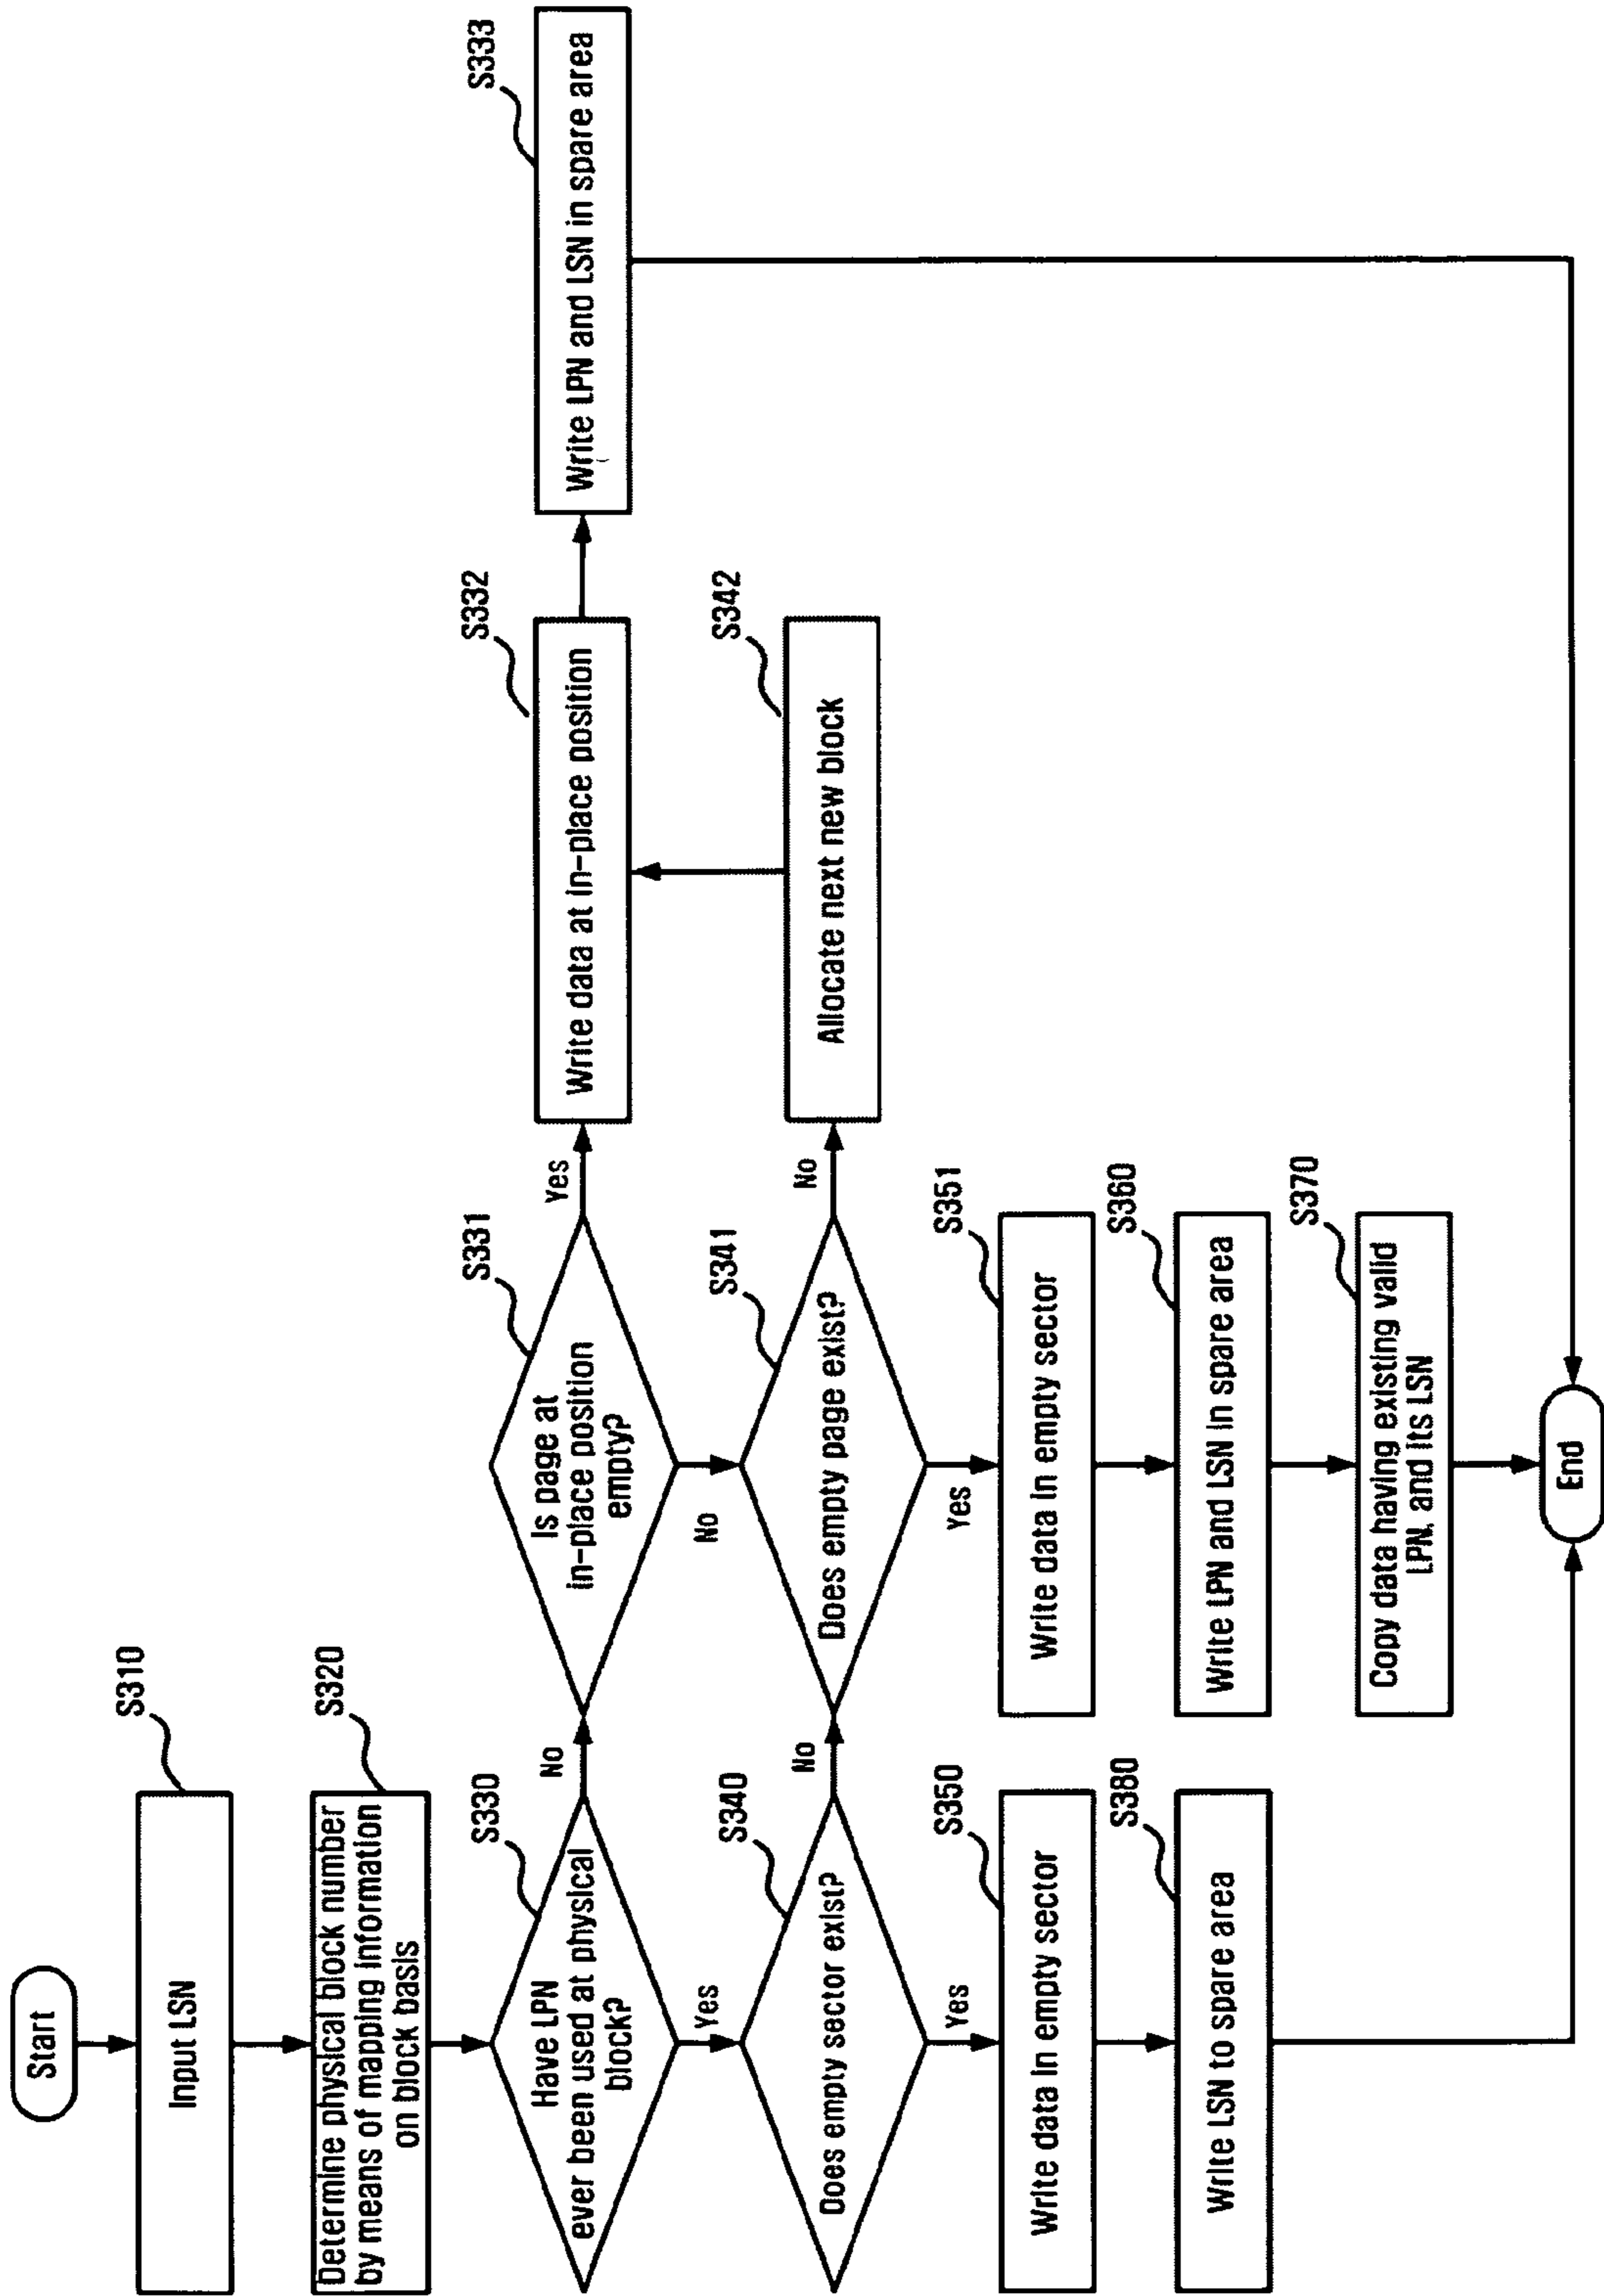 Start
S310
Input LSN
S320
Determine physical block number
by means of mapping information
on block basis
S330
Have LPN
ever been used at physical
block?
No
Yes
S331
Is page at
in-place position
empty?
Yes
No
S332
Write data at in-place position
S333
Write LPN and LSN in spare area
S340
Does empty sector exist?
No
Yes
S341
Does empty page exist?
No
Yes
S342
Allocate next new block
S350
Write data in empty sector
S380
Write LSN to spare area
S351
Write data in empty sector
S360
Write LPN and LSN in spare area
S370
Copy data having existing valid
LPN, and its LSN
End